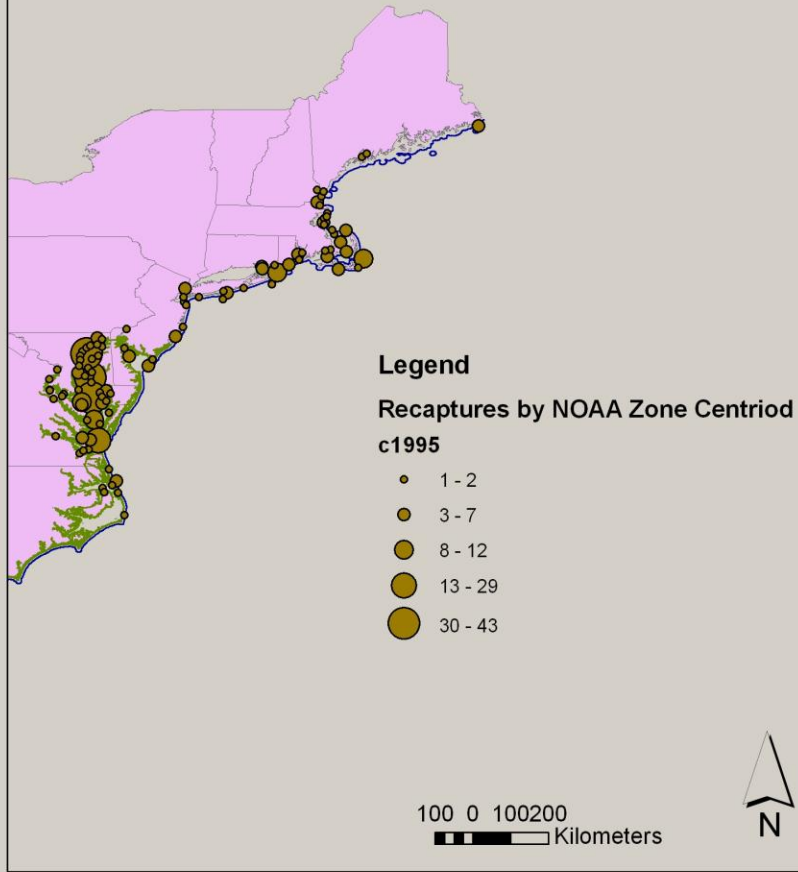 Legend
Recaptures by NOAA Zone Centriod
c1995
1 - 2
3 - 7
8 - 12
13 - 29
30 - 43
100 0 100200
Kilometers
N